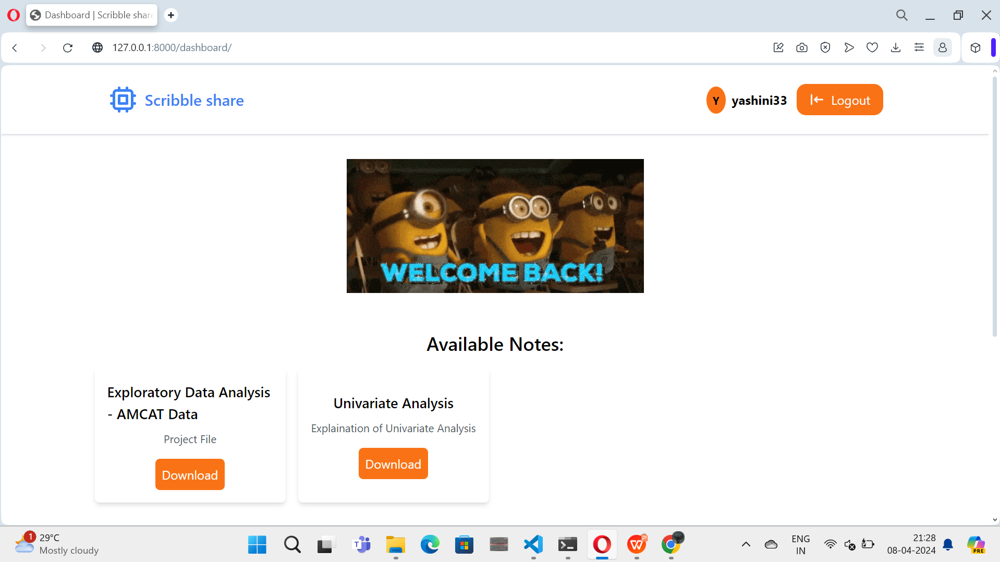 Dashboard | Scribble share
127.0.0.1:8000/dashboard/
Scribble share
Y yashini33
Logout
WELCOME BACK!
Available Notes:
Exploratory Data Analysis
- AMCAT Data
Project File
Download
Univariate Analysis
Explaination of Univariate Analysis
Download
1
29°C
Mostly cloudy
T
W
P
ENG
IN
21:28
08-04-2024
PRE